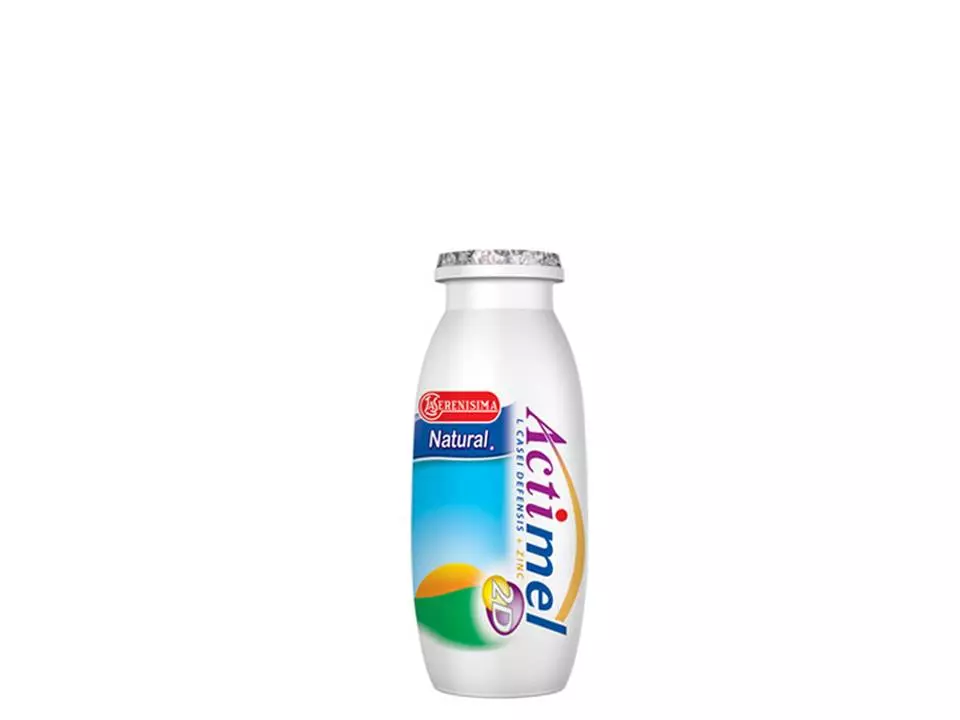 LA SERENISIMA
Natural
Actimel
L CASEI DEFENSIS + ZINC
2D